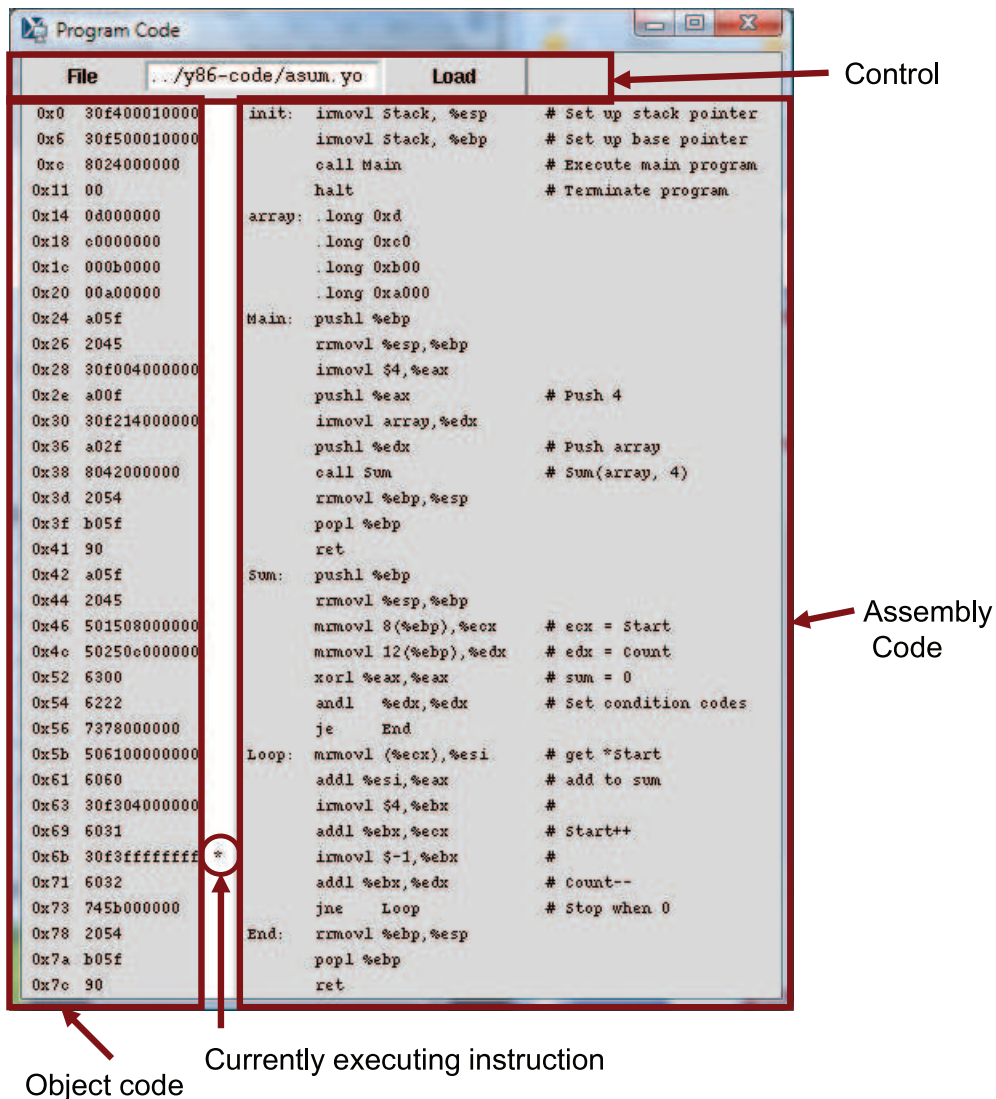 Program Code
File ../y86-code/asum.yo Load
Control
0x0 30f400010000 init: irmovl Stack, %esp # Set up stack pointer
0x6 30f500010000 irmovl Stack, %ebp # Set up base pointer
0xc 8024000000 call Main # Execute main program
0x11 00 halt # Terminate program
0x14 0d000000 array: .long 0xd
0x18 c0000000 .long 0xc0
0x1c 000b0000 .long 0xb00
0x20 00a00000 .long 0xa000
0x24 a05f Main: pushl %ebp
0x26 2045 rrmovl %esp,%ebp
0x28 30f004000000 irmovl $4,%eax
0x2e a00f pushl %eax # Push 4
0x30 30f214000000 irmovl array,%edx
0x36 a02f pushl %edx # Push array
0x38 8042000000 call Sum # Sum(array, 4)
0x3d 2054 rrmovl %ebp,%esp
0x3f b05f popl %ebp
0x41 90 ret
0x42 a05f Sum: pushl %ebp
0x44 2045 rrmovl %esp,%ebp
0x46 501508000000 mrmovl 8(%ebp),%ecx # ecx = Start
0x4c 50250c000000 mrmovl 12(%ebp),%edx # edx = Count
0x52 6300 xorl %eax,%eax # sum = 0
0x54 6222 andl %edx,%edx # Set condition codes
0x56 7378000000 je End
0x5b 506100000000 Loop: mrmovl (%ecx),%esi # get *Start
0x61 6060 addl %esi,%eax # add to sum
0x63 30f304000000 irmovl $4,%ebx #
0x69 6031 addl %ebx,%ecx # Start++
0x6b 30f3ffffffff * irmovl $-1,%ebx #
0x71 6032 addl %ebx,%edx # Count--
0x73 745b000000 jne Loop # Stop when 0
0x78 2054 End: rrmovl %ebp,%esp
0x7a b05f popl %ebp
0x7c 90 ret
Assembly
Code
Currently executing instruction
Object code